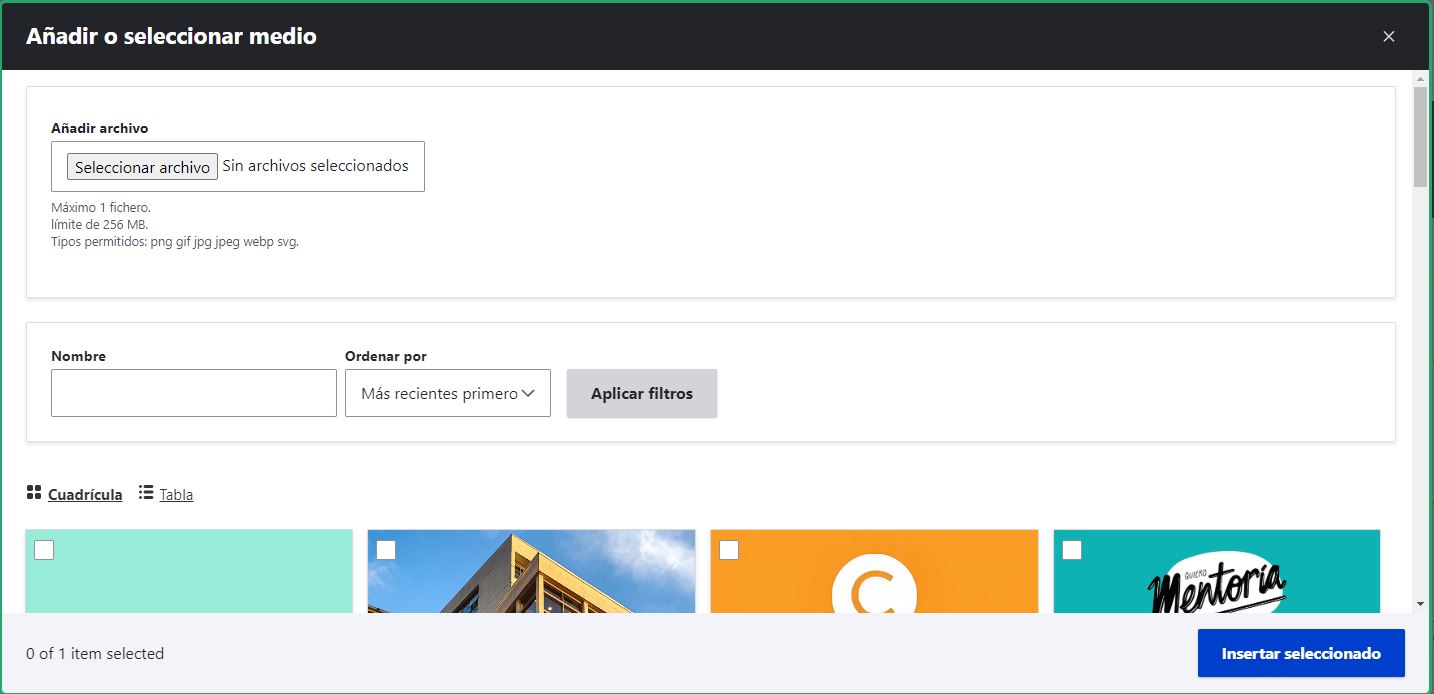 Añadir o seleccionar medio
Añadir archivo
Seleccionar archivo Sin archivos seleccionados
Máximo 1 fichero.
límite de 256 MB.
Tipos permitidos: png gif jpg jpeg webp svg.
Nombre Ordenar por
Más recientes primero Aplicar filtros
Cuadrícula Tabla
C
QUIERO
Mentoría
0 of 1 item selected Insertar seleccionado